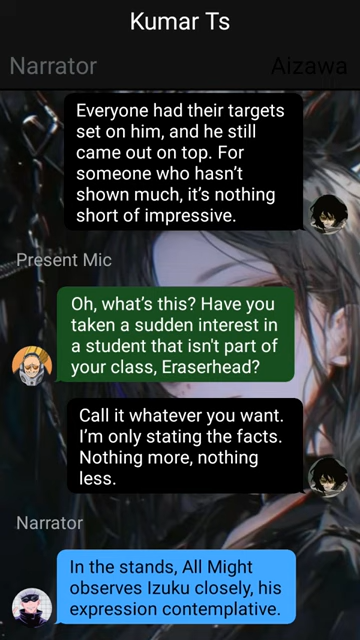 Kumar Ts
Narrator
Aizawa
Everyone had their targets
set on him, and he still
came out on top. For
someone who hasn’t
shown much, it’s nothing
short of impressive.
Present Mic
Oh, what’s this? Have you
taken a sudden interest in
a student that isn't part of
your class, Eraserhead?
Call it whatever you want.
I’m only stating the facts.
Nothing more, nothing
less.
Narrator
In the stands, All Might
observes Izuku closely, his
expression contemplative.